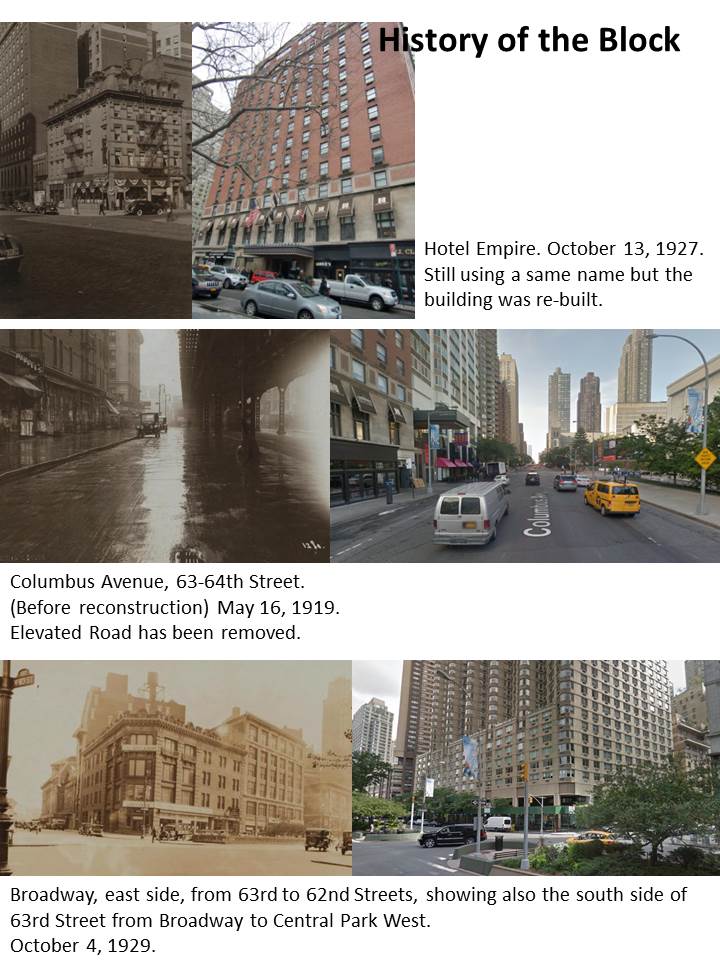 History of the Block
Hotel Empire. October 13, 1927.
Still using a same name but the
building was re-built.
Columbus Avenue, 63-64th Street.
(Before reconstruction) May 16, 1919.
Elevated Road has been removed.
Broadway, east side, from 63rd to 62nd Streets, showing also the south side of
63rd Street from Broadway to Central Park West.
October 4, 1929.